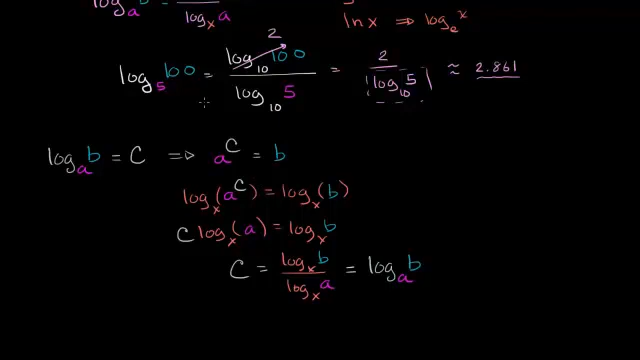 log_a b = log_x a
ln x ⇒ log_e x
2
log_5 100 = log_10 100 / log_10 5 = 2 / log_10 5 ≈ 2.861
log_a b = c ⇒ a^c = b
log_x (a^c) = log_x (b)
c log_x (a) = log_x b
c = log_x b / log_x a = log_a b